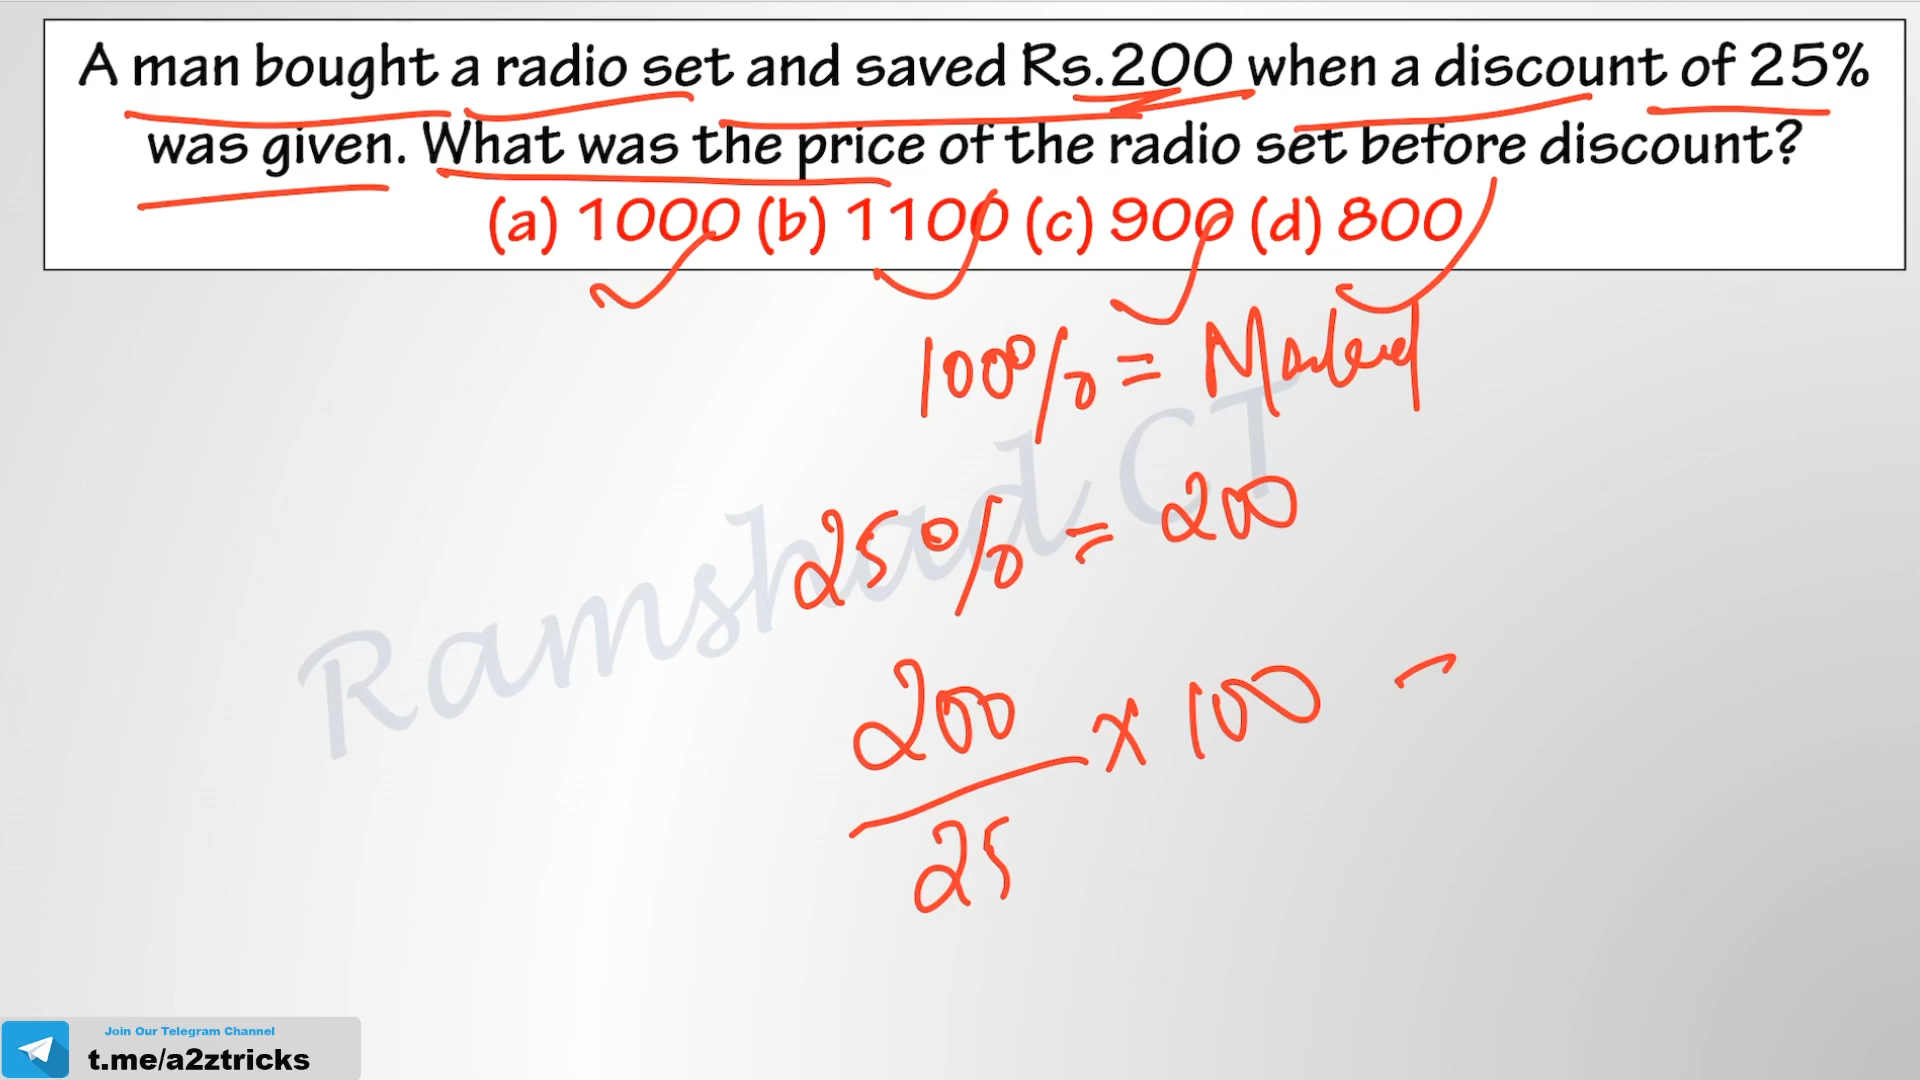 A man bought a radio set and saved Rs.200 when a discount of 25%
was given. What was the price of the radio set before discount?
(a) 1000 (b) 1100 (c) 900 (d) 800
100% = Marked
25% = 200
200
× 100 -
25
Ramshad CT
Join Our Telegram Channel
t.me/a2ztricks